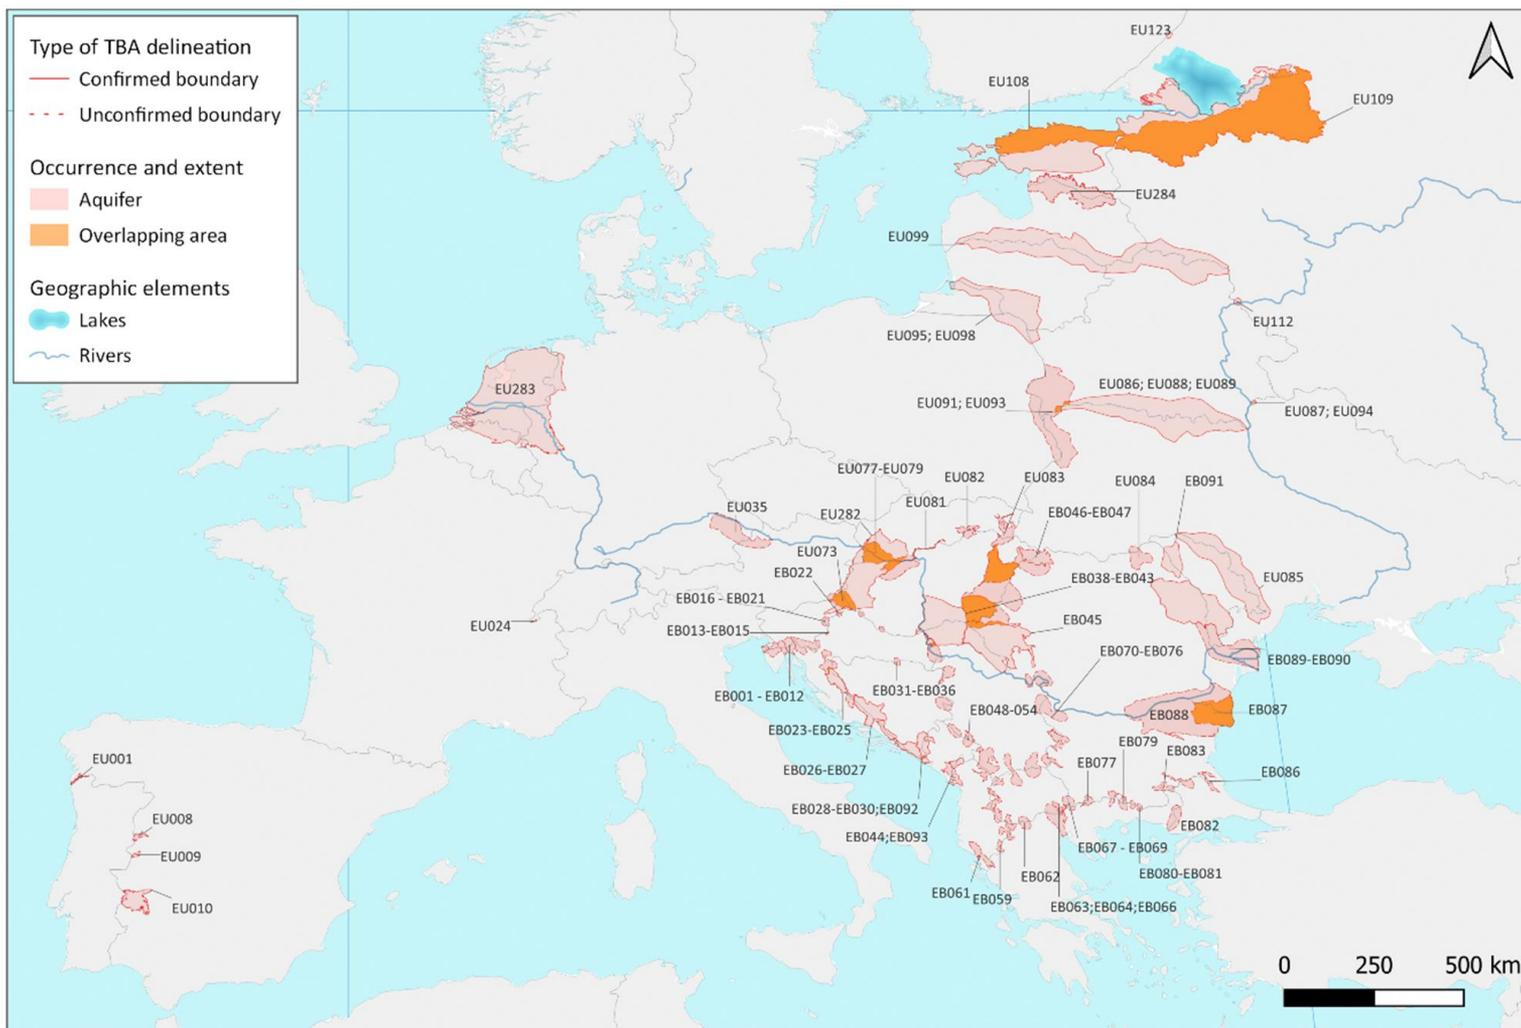 Type of TBA delineation
Confirmed boundary
Unconfirmed boundary
Occurrence and extent
Aquifer
Overlapping area
Geographic elements
Lakes
Rivers
EU123
EU108
EU109
EU284
EU099
EU112
EU095; EU098
EU283
EU086; EU088; EU089
EU091; EU093
EU087; EU094
EU077-EU079
EU082
EU083
EU084
EB091
EU035
EU282
EU081
EB046-EB047
EU073
EB022
EB038-EB043
EU085
EB016 - EB021
EU024
EB013-EB015
EB045
EB070-EB076
EB089-EB090
EB001 - EB012
EB031-EB036
EB048-054
EB088
EB087
EB023-EB025
EB079
EB083
EU001
EB026-EB027
EB077
EB086
EB028-EB030;EB092
EU008
EB044;EB093
EB082
EU009
EB067 - EB069
EB062
EB080-EB081
EB061
EB059
EU010
EB063;EB064;EB066
0 250 500 km